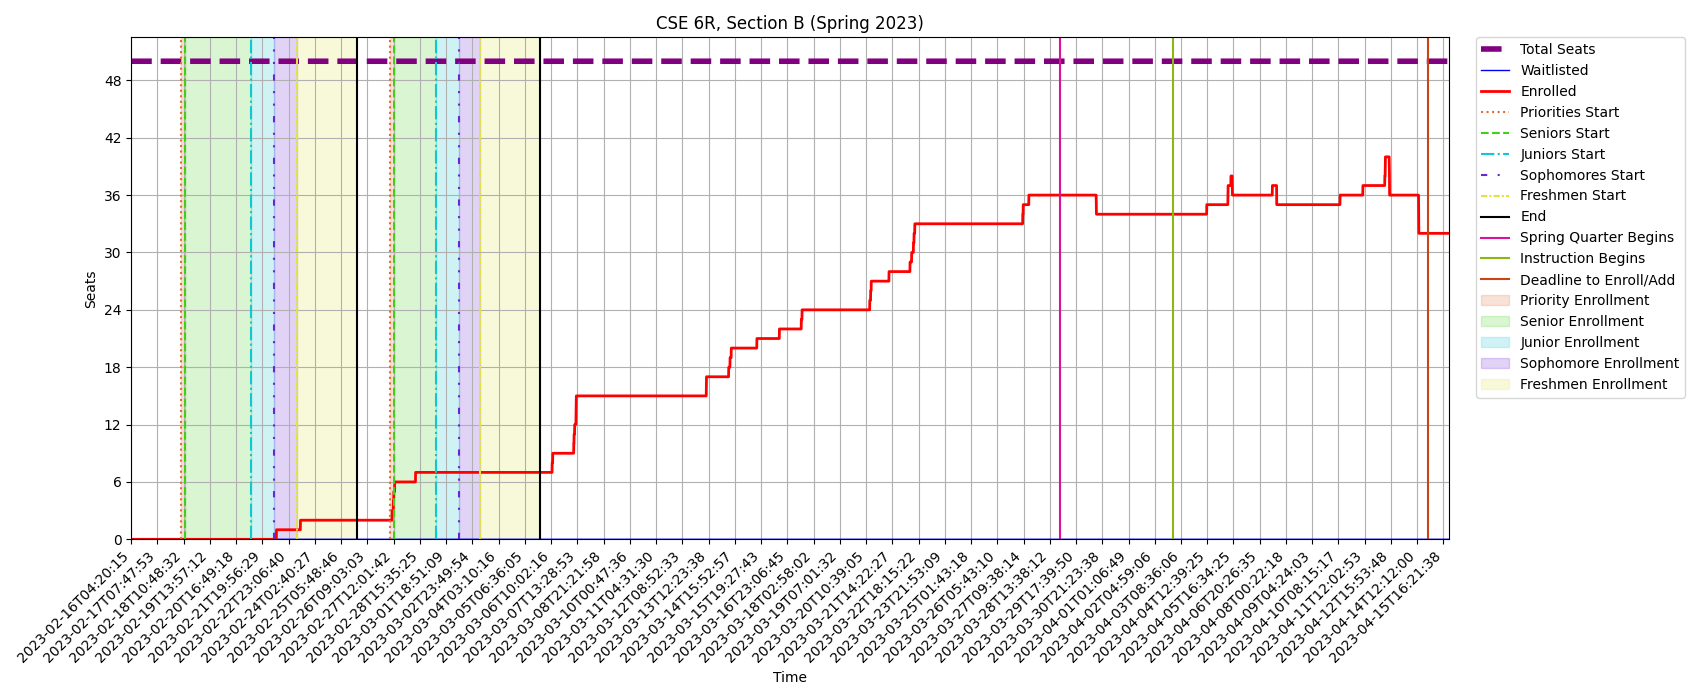 CSE 6R, Section B (Spring 2023)
Seats
48
42
36
30
24
18
12
6
0
2023-02-16T04:20:15
2023-02-17T07:47:53
2023-02-18T10:48:32
2023-02-19T13:57:12
2023-02-20T16:49:18
2023-02-21T19:56:29
2023-02-22T23:06:40
2023-02-24T02:40:27
2023-02-25T05:48:46
2023-02-26T09:03:03
2023-02-27T12:01:42
2023-02-28T15:35:25
2023-03-01T18:51:09
2023-03-02T23:49:54
2023-03-04T03:10:16
2023-03-05T06:36:05
2023-03-06T10:02:16
2023-03-07T13:28:53
2023-03-08T21:21:58
2023-03-10T00:47:36
2023-03-11T04:31:30
2023-03-12T08:52:33
2023-03-13T12:23:38
2023-03-14T15:52:57
2023-03-15T19:27:43
2023-03-16T23:06:45
2023-03-18T02:58:02
2023-03-19T07:01:32
2023-03-20T10:39:05
2023-03-21T14:22:27
2023-03-22T18:15:22
2023-03-23T21:53:09
2023-03-25T01:43:18
2023-03-26T05:43:10
2023-03-27T09:38:14
2023-03-28T13:38:12
2023-03-29T17:39:50
2023-03-30T21:23:38
2023-04-01T01:06:49
2023-04-02T04:59:06
2023-04-03T08:36:06
2023-04-04T12:39:25
2023-04-05T16:34:25
2023-04-06T20:26:35
2023-04-08T00:22:18
2023-04-09T04:24:03
2023-04-10T08:15:17
2023-04-11T12:02:53
2023-04-12T15:53:48
2023-04-14T12:12:00
2023-04-15T16:21:38
Time
Total Seats
Waitlisted
Enrolled
Priorities Start
Seniors Start
Juniors Start
Sophomores Start
Freshmen Start
End
Spring Quarter Begins
Instruction Begins
Deadline to Enroll/Add
Priority Enrollment
Senior Enrollment
Junior Enrollment
Sophomore Enrollment
Freshmen Enrollment